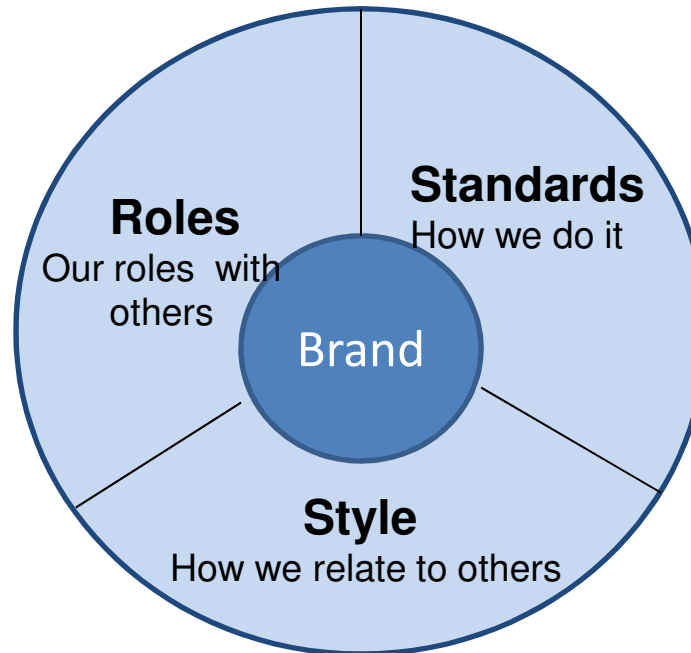 Roles
Our roles with
others
Standards
How we do it
Brand
Style
How we relate to others